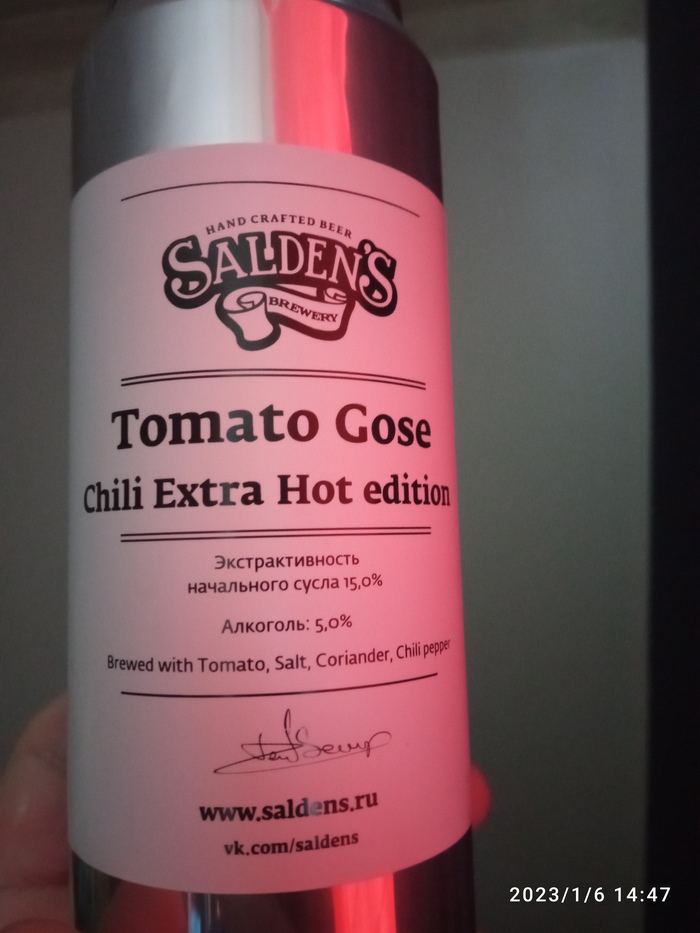 HAND CRAFTED BEER
SALDEN'S
BREWERY
Tomato Gose
Chili Extra Hot edition
Экстрактивность
начального сусла 15,0%
Алкоголь: 5,0%
Brewed with Tomato, Salt, Coriander, Chili pepper
www.saldens.ru
vk.com/saldens
2023/1/6 14:47